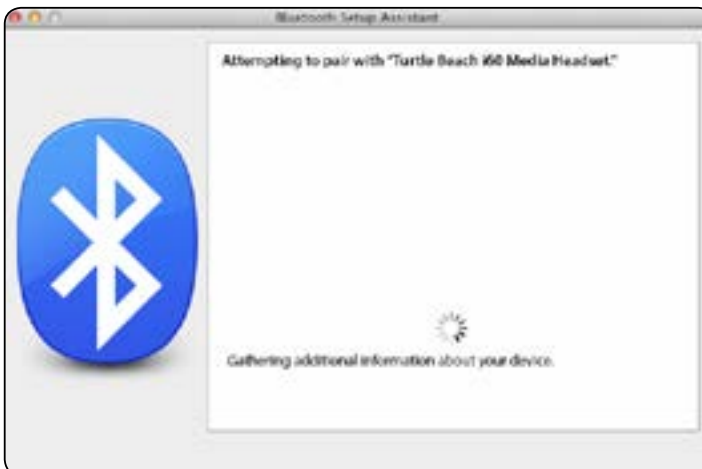 Bluetooth Setup Assistant
Attempting to pair with "Turtle Beach i60 Media Headset."
Gathering additional information about your device.